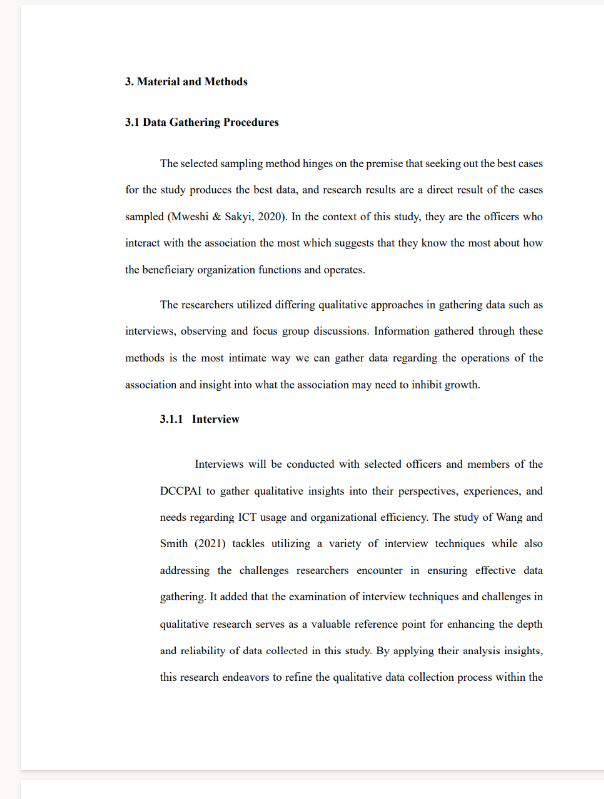 3. Material and Methods
3.1 Data Gathering Procedures
The selected sampling method hinges on the premise that seeking out the best cases
for the study produces the best data, and research results are a direct result of the cases
sampled (Mweshi & Sakyi, 2020). In the context of this study, they are the officers who
interact with the association the most which suggests that they know the most about how
the beneficiary organization functions and operates.
The researchers utilized differing qualitative approaches in gathering data such as
interviews, observing and focus group discussions. Information gathered through these
methods is the most intimate way we can gather data regarding the operations of the
association and insight into what the association may need to inhibit growth.
3.1.1 Interview
Interviews will be conducted with selected officers and members of the
DCCPAI to gather qualitative insights into their perspectives, experiences, and
needs regarding ICT usage and organizational efficiency. The study of Wang and
Smith (2021) tackles utilizing a variety of interview techniques while also
addressing the challenges researchers encounter in ensuring effective data
gathering. It added that the examination of interview techniques and challenges in
qualitative research serves as a valuable reference point for enhancing the depth
and reliability of data collected in this study. By applying their analysis insights,
this research endeavors to refine the qualitative data collection process within the